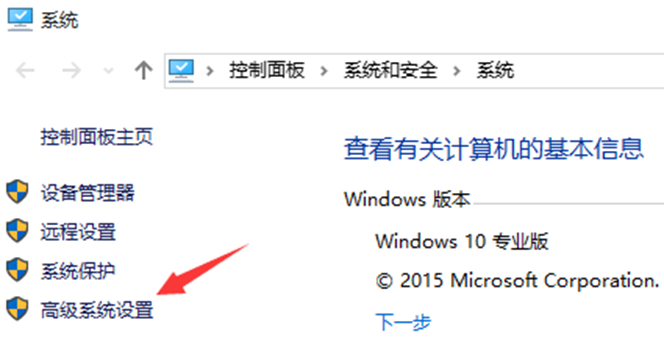 系统
控制面板 › 系统和安全 › 系统
控制面板主页
设备管理器
远程设置
系统保护
高级系统设置
查看有关计算机的基本信息
Windows 版本
Windows 10 专业版
© 2015 Microsoft Corporation.
下一步